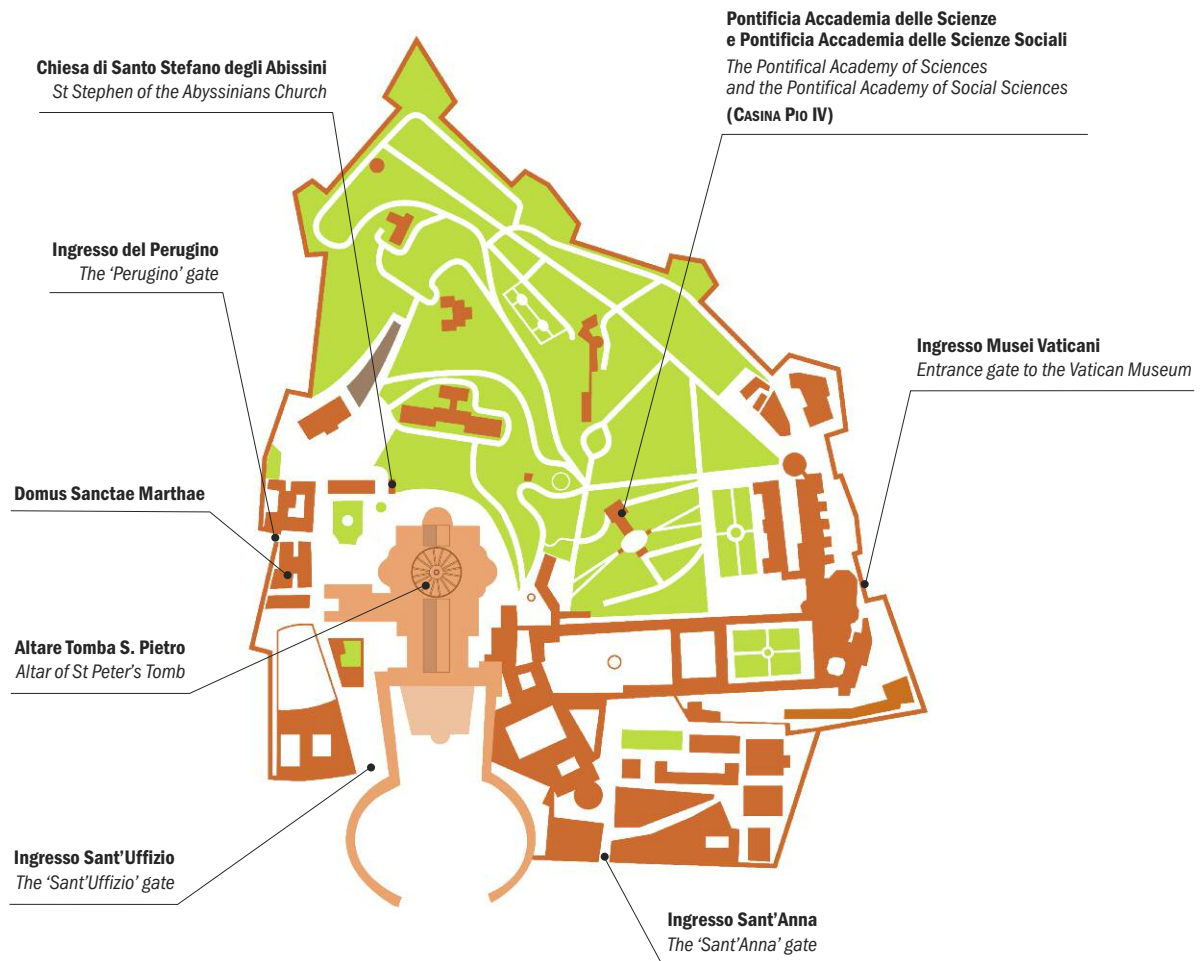 Pontificia Accademia delle Scienze
e Pontificia Accademia delle Scienze Sociali
The Pontifical Academy of Sciences
and the Pontifical Academy of Social Sciences
(Casina Pio IV)
Chiesa di Santo Stefano degli Abissini
St Stephen of the Abyssinians Church
Ingresso del Perugino
The ‘Perugino’ gate
Ingresso Musei Vaticani
Entrance gate to the Vatican Museum
Domus Sanctae Marthae
Altare Tomba S. Pietro
Altar of St Peter’s Tomb
Ingresso Sant’Uffizio
The ‘Sant’Uffizio’ gate
Ingresso Sant’Anna
The ‘Sant’Anna’ gate